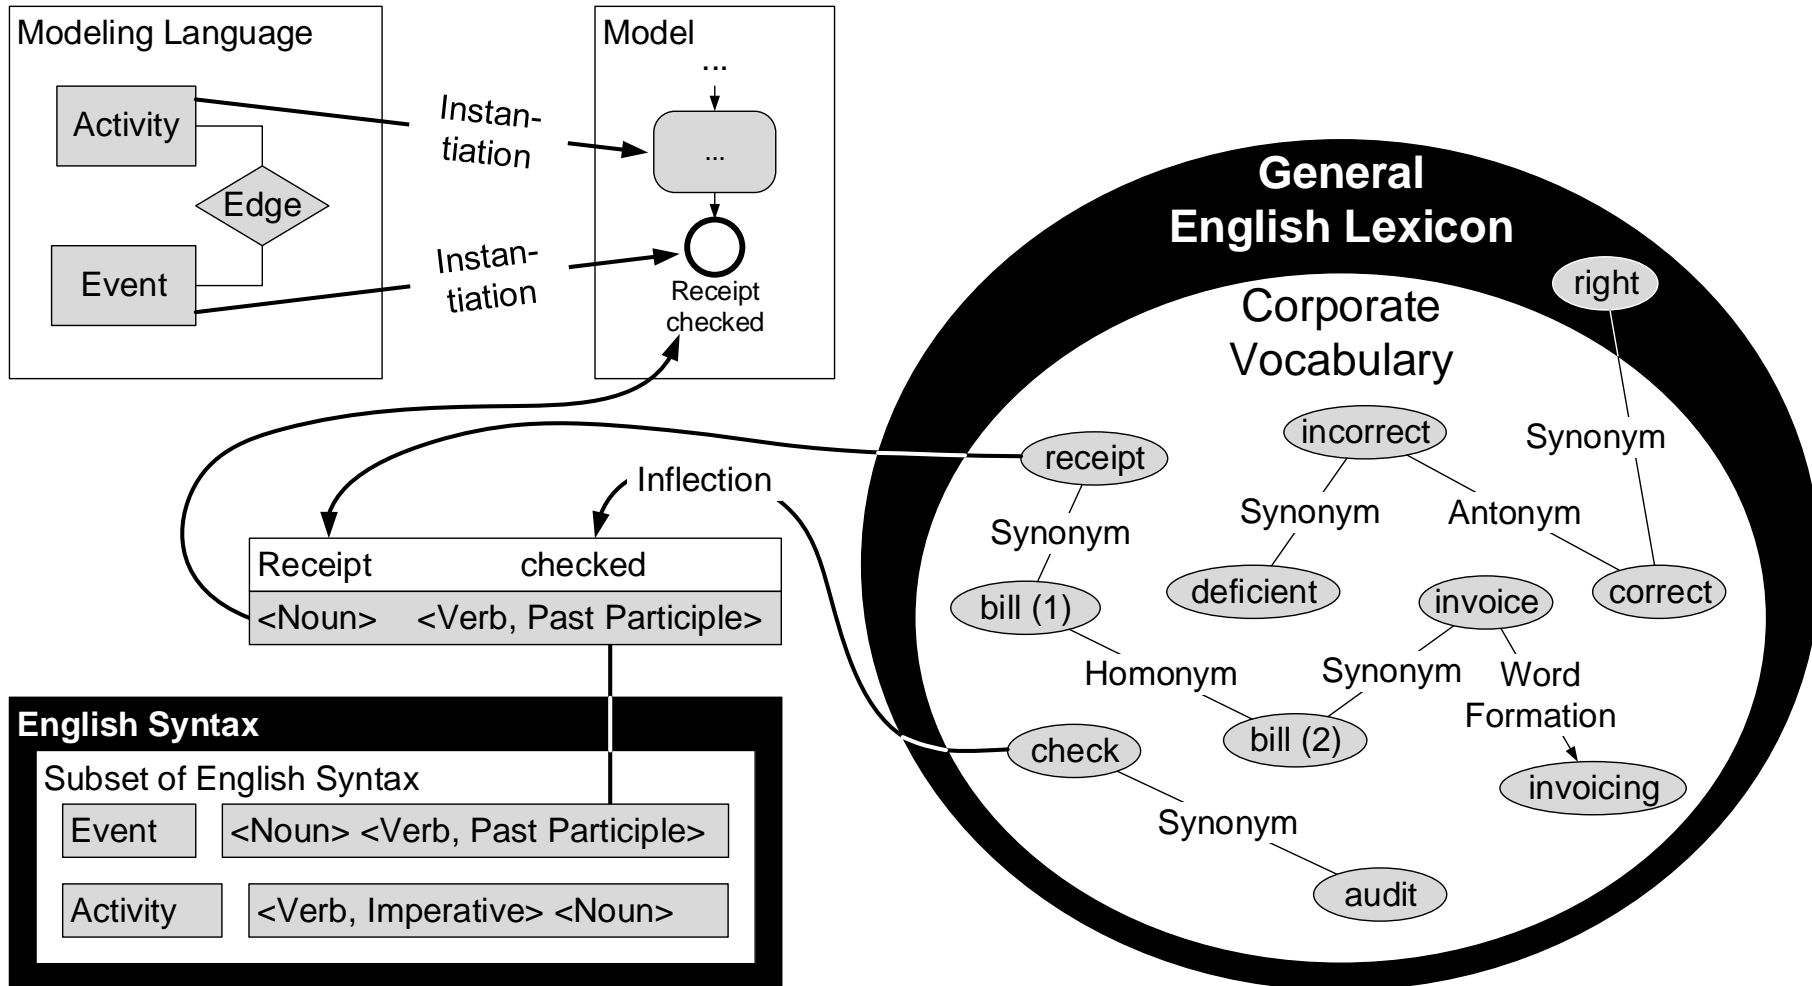 Modeling Language
Activity
Edge
Event
Instan-
tiation
Instan-
tiation
Model
...
...
Receipt
checked
General
English Lexicon
right
Corporate
Vocabulary
Synonym
incorrect
receipt
Synonym
Antonym
Synonym
deficient
invoice
correct
bill (1)
Homonym
Synonym
Word
Formation
bill (2)
check
invoicing
Synonym
audit
Inflection
Receipt checked
<Noun> <Verb, Past Participle>
English Syntax
Subset of English Syntax
Event <Noun> <Verb, Past Participle>
Activity <Verb, Imperative> <Noun>